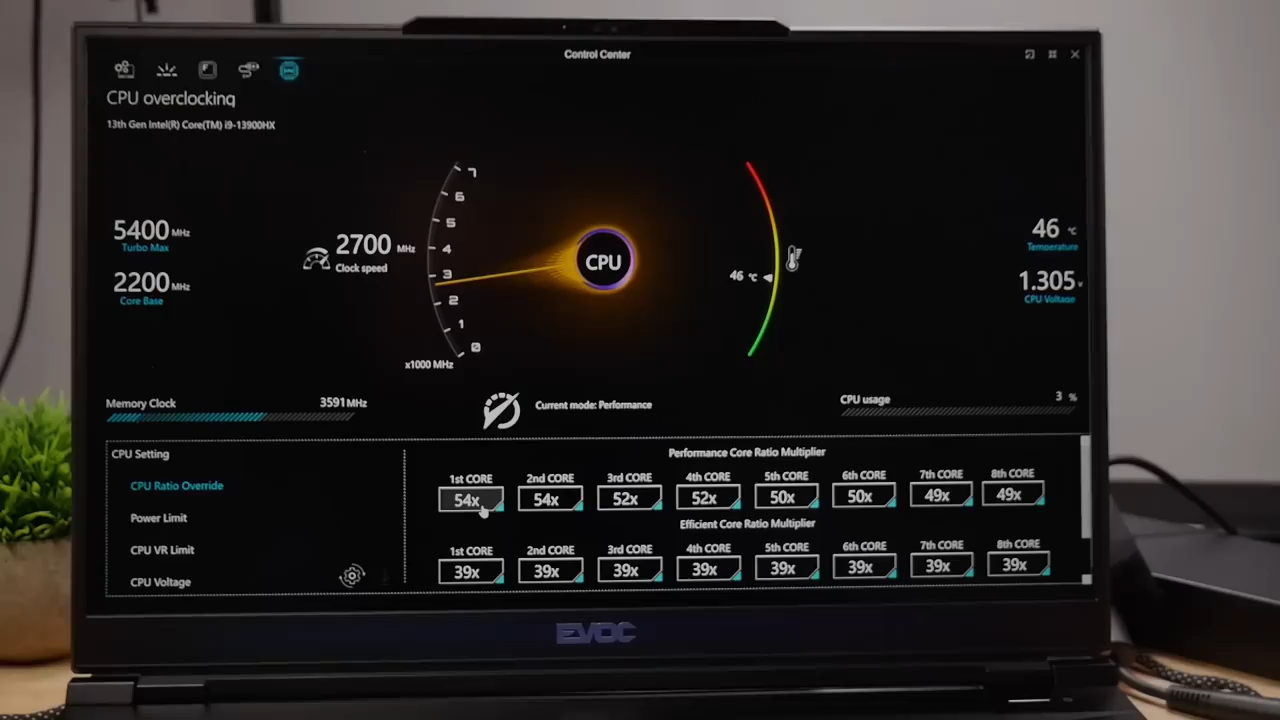 Control Center
CPU overclocking
13th Gen Intel(R) Core(TM) i9-13900HX
5400 MHz
Turbo Max
2200 MHz
Core Base
2700 MHz
Clock speed
7
6
5
4
3
2
1
0
x1000 MHz
CPU
46 °C
46 °C
Temperature
1.305 v
CPU Voltage
Memory Clock 3591 MHz
Current mode: Performance
CPU usage 3 %
CPU Setting
CPU Ratio Override
Power Limit
CPU VR Limit
CPU Voltage
Performance Core Ratio Multiplier
1st CORE 2nd CORE 3rd CORE 4th CORE 5th CORE 6th CORE 7th CORE 8th CORE
54x 54x 52x 52x 50x 50x 49x 49x
Efficient Core Ratio Multiplier
1st CORE 2nd CORE 3rd CORE 4th CORE 5th CORE 6th CORE 7th CORE 8th CORE
39x 39x 39x 39x 39x 39x 39x 39x
EVOC